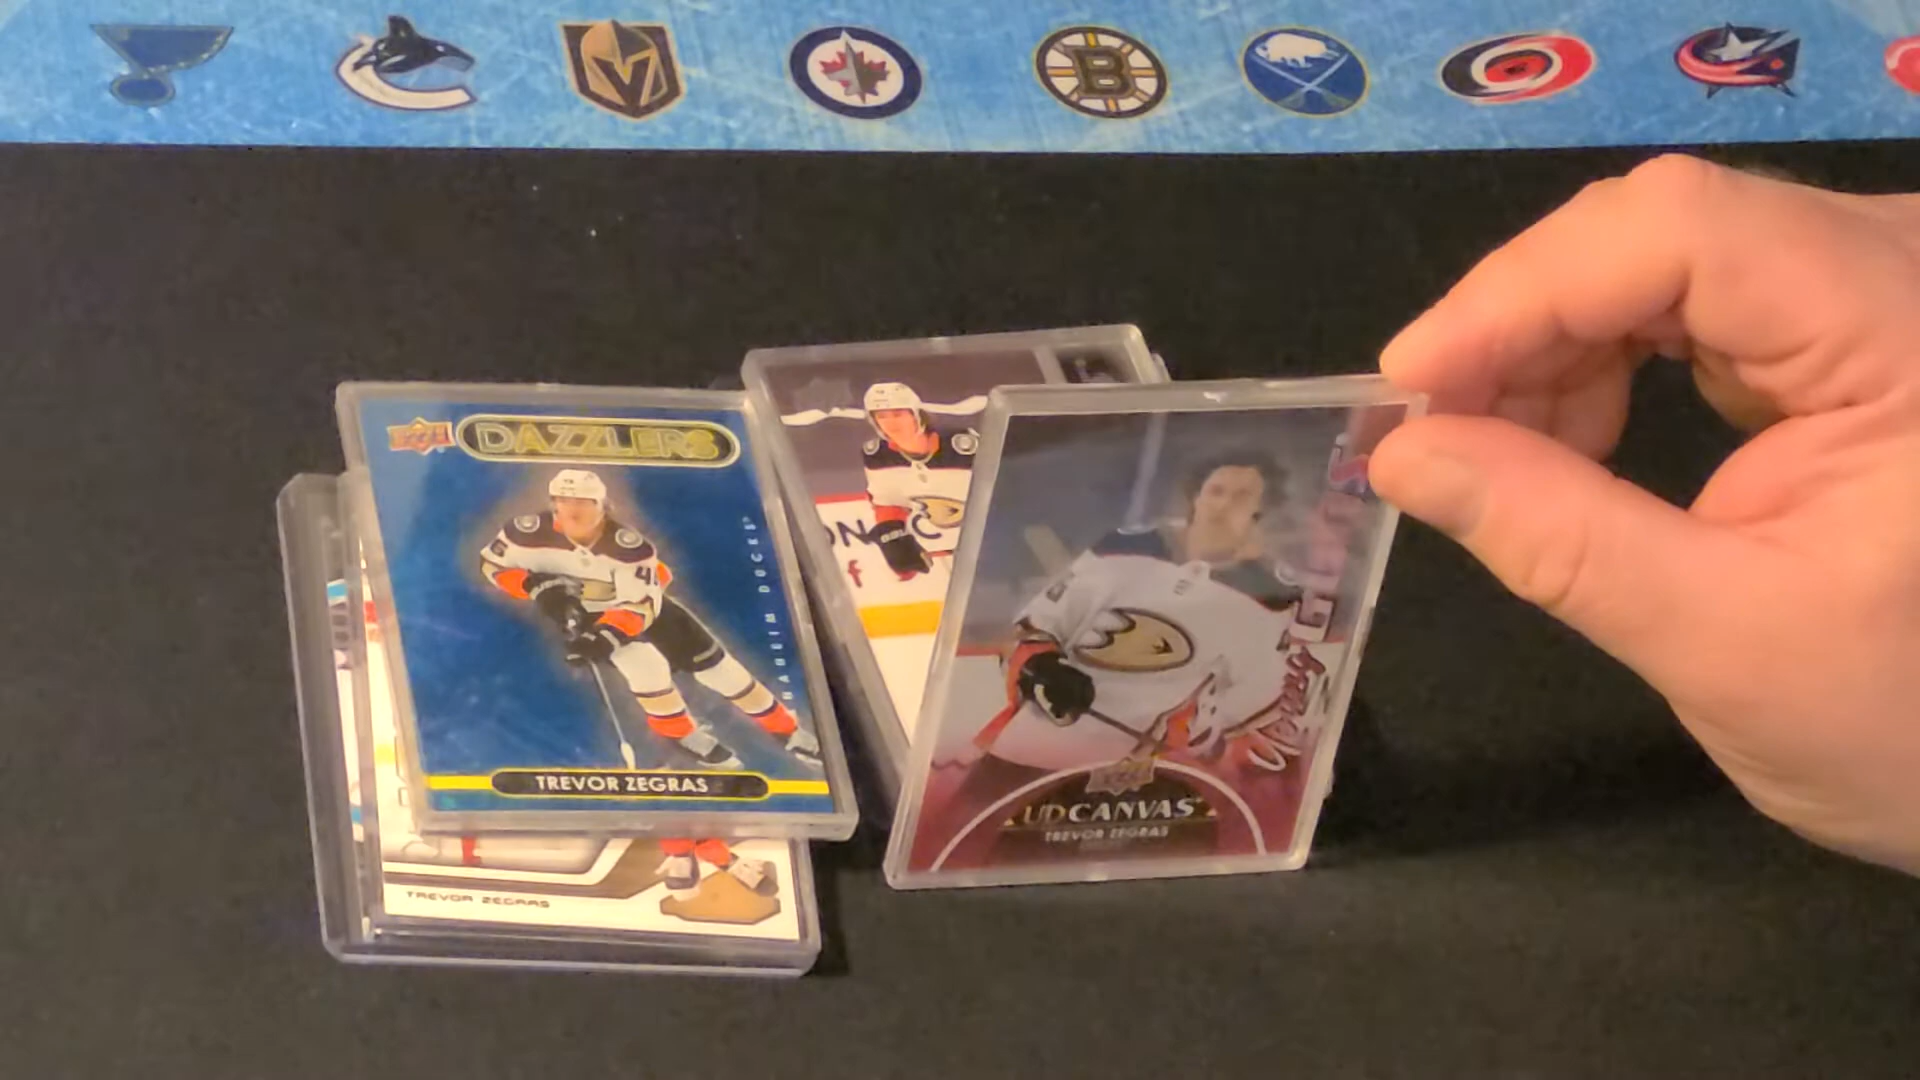 B
DAZZLERS
ANAHEIM DUCKS
TREVOR ZEGRAS
Young Guns
UD CANVAS
TREVOR ZEGRAS
TREVOR ZEGRAS